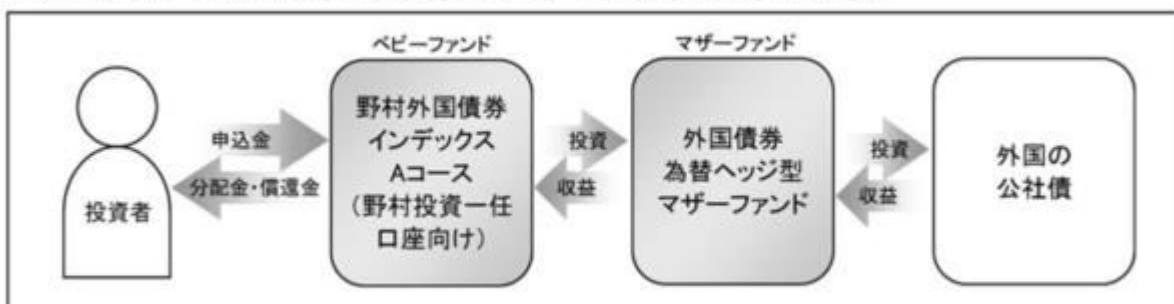 ベビーファンド
マザーファンド
投資者
申込金
分配金・償還金
野村外国債券
インデックス
Aコース
(野村投資一任
口座向け)
投資
収益
外国債券
為替ヘッジ型
マザーファンド
投資
収益
外国の
公社債